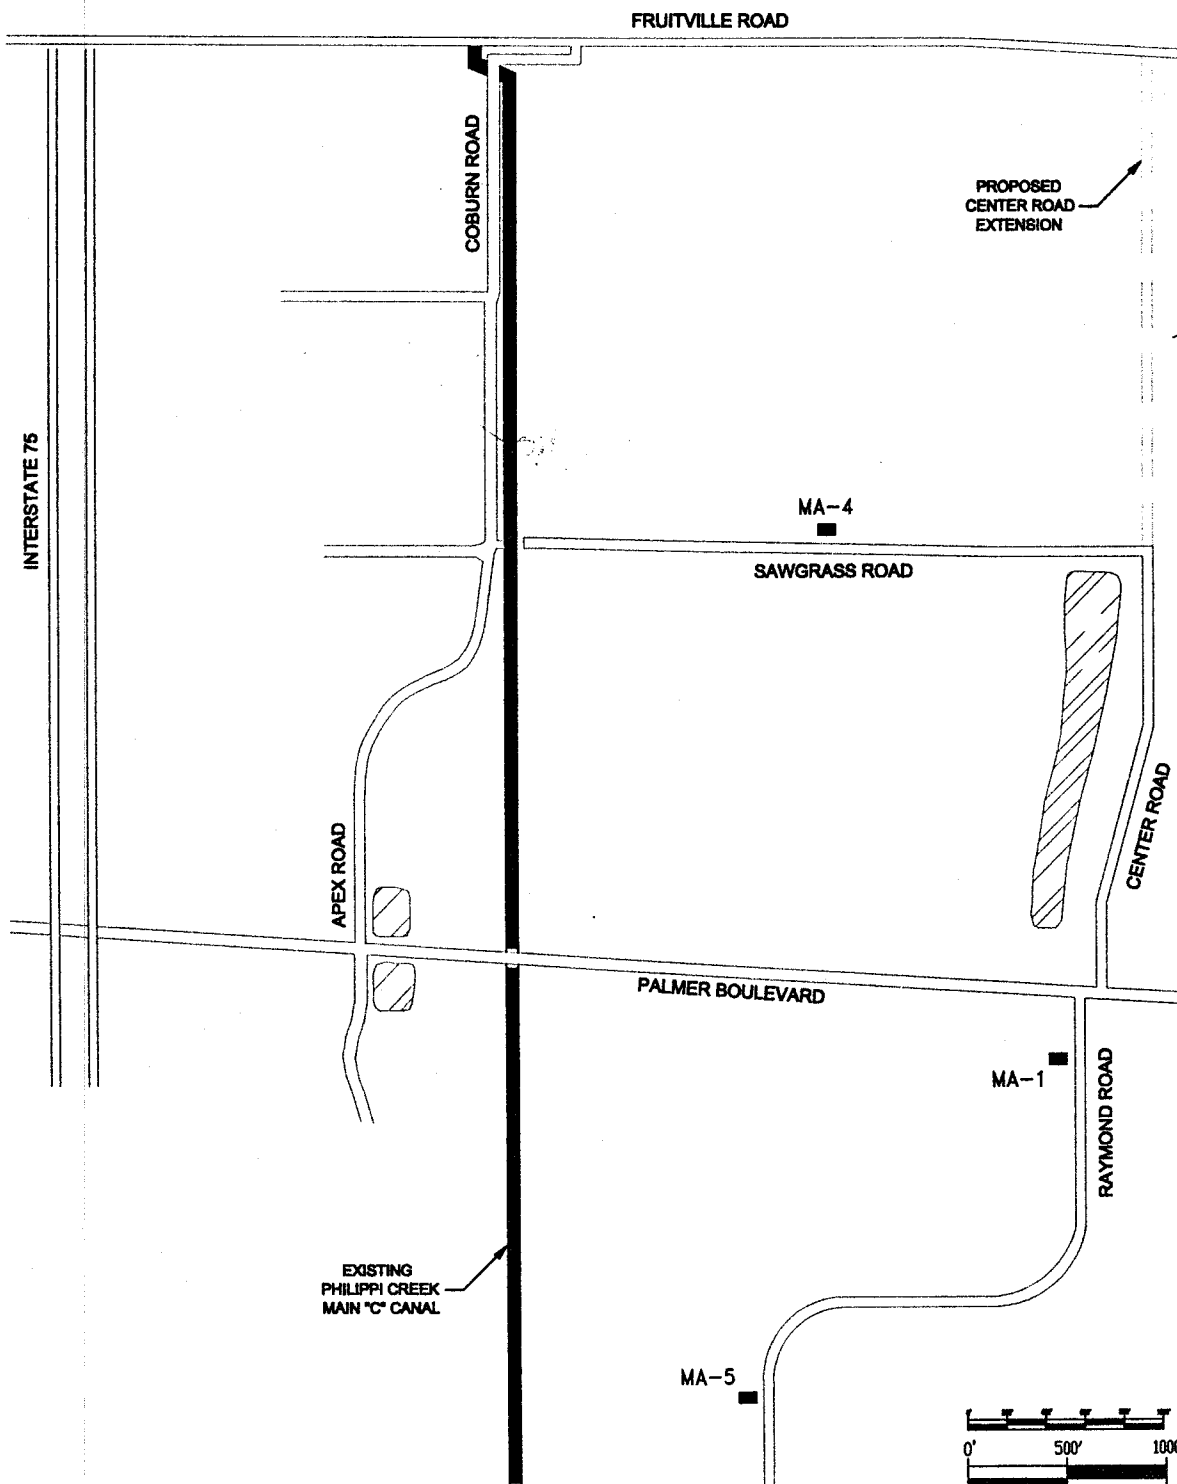 FRUITVILLE ROAD
COBURN ROAD
PROPOSED
CENTER ROAD
EXTENSION
INTERSTATE 75
MA-4
SAWGRASS ROAD
CENTER ROAD
APEX ROAD
PALMER BOULEVARD
MA-1
RAYMOND ROAD
EXISTING
PHILIPPI CREEK
MAIN "C" CANAL
MA-5
0' 500' 1000